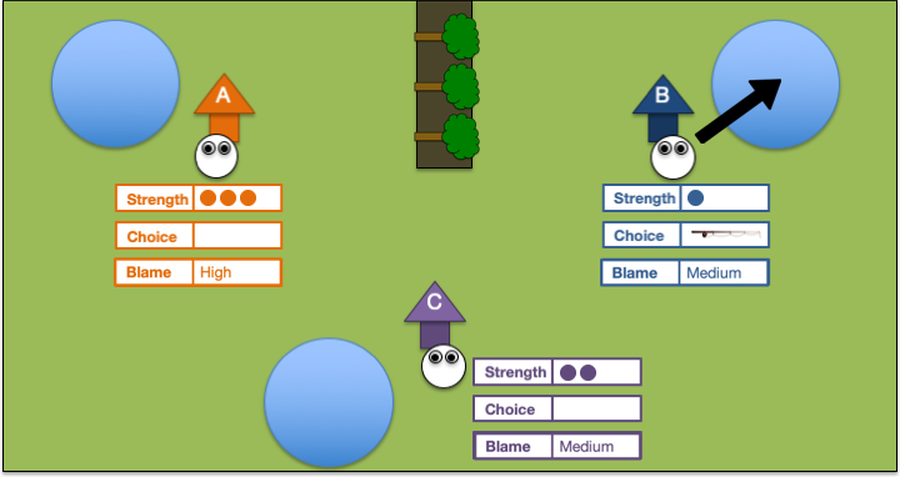 A
B
Strength
Choice
Blame High
Strength
Choice
Blame Medium
C
Strength
Choice
Blame Medium